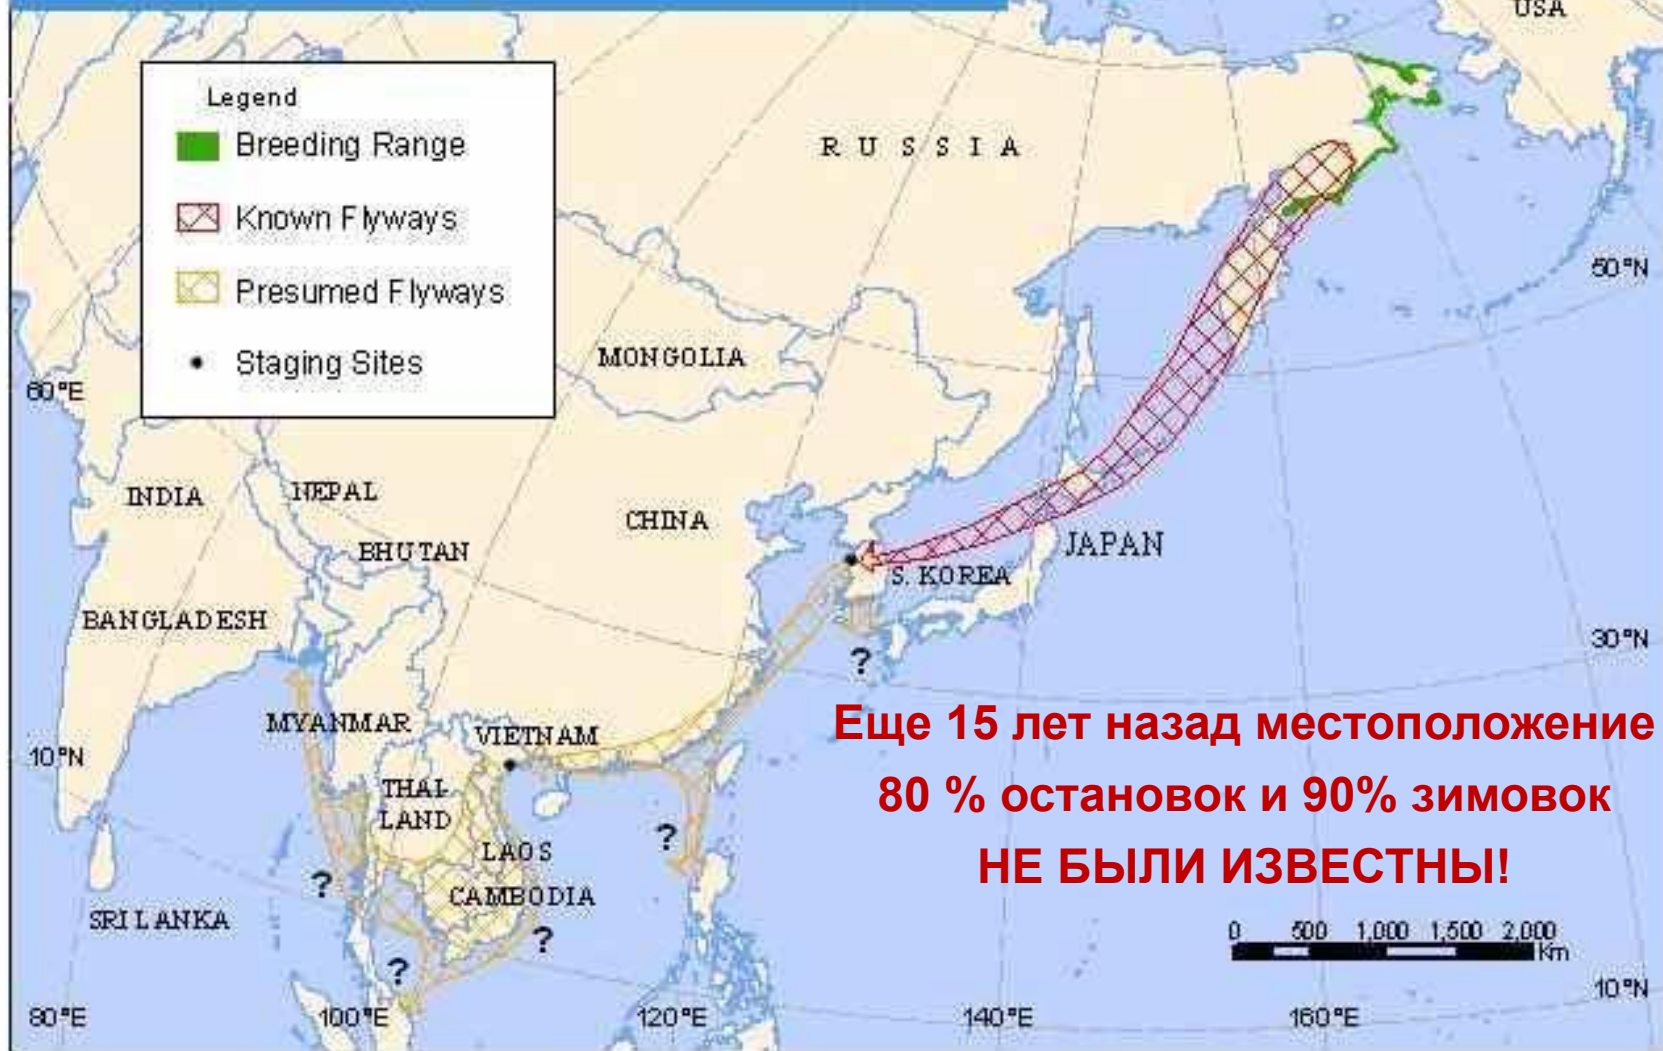 USA
Legend
Breeding Range
Known Flyways
Presumed Flyways
Staging Sites
RUSSIA
50°N
MONGOLIA
60°E
INDIA
NEPAL
CHINA
BHUTAN
JAPAN
S. KOREA
BANGLADESH
30°N
?
MYANMAR
VIETNAM
Еще 15 лет назад местоположение
80 % остановок и 90% зимовок
НЕ БЫЛИ ИЗВЕСТНЫ!
10°N
THAI-
LAND
?
LAOS
?
CAMBODIA
SRI LANKA
?
?
0 500 1,000 1,500 2,000
Km
10°N
80°E
100°E
120°E
140°E
160°E